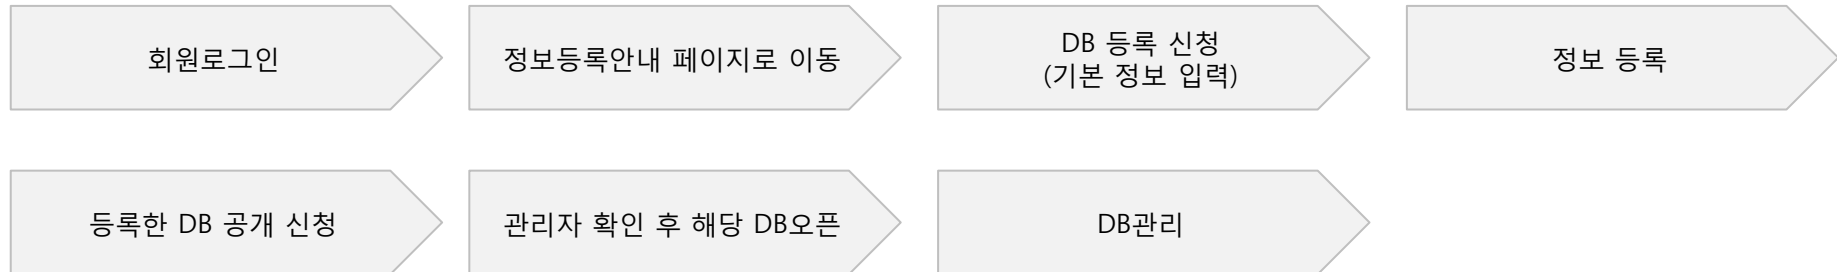 회원로그인
정보등록안내 페이지로 이동
DB 등록 신청
(기본 정보 입력)
정보 등록
등록한 DB 공개 신청
관리자 확인 후 해당 DB오픈
DB관리